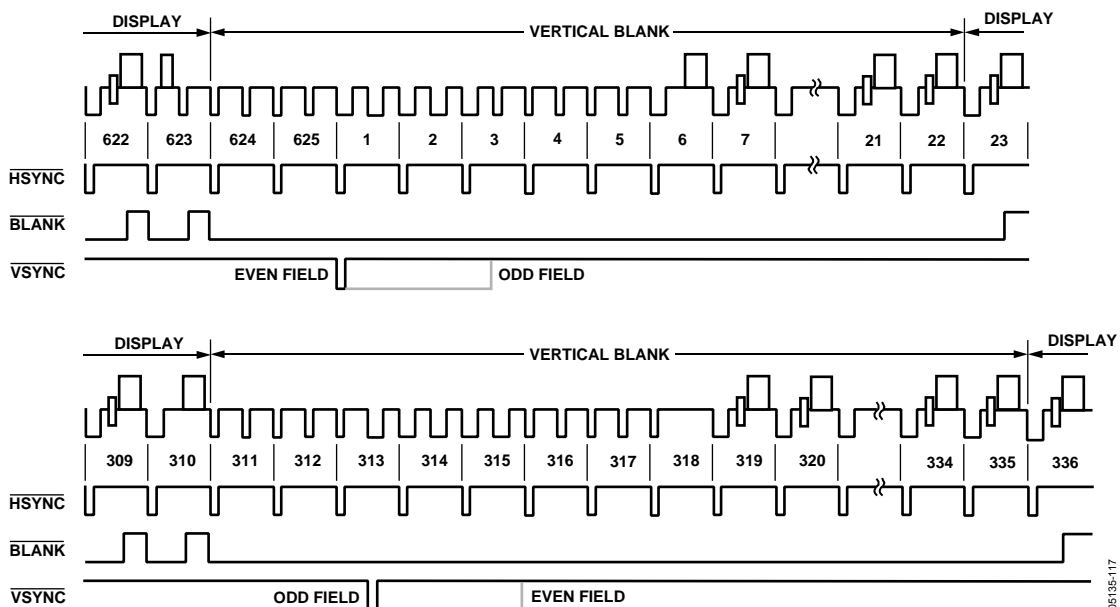 DISPLAY VERTICAL BLANK DISPLAY
622 623 624 625 1 2 3 4 5 6 7 21 22 23
HSYNC
BLANK
VSYNC EVEN FIELD ODD FIELD
DISPLAY VERTICAL BLANK DISPLAY
309 310 311 312 313 314 315 316 317 318 319 320 334 335 336
HSYNC
BLANK
VSYNC ODD FIELD EVEN FIELD
05135-117